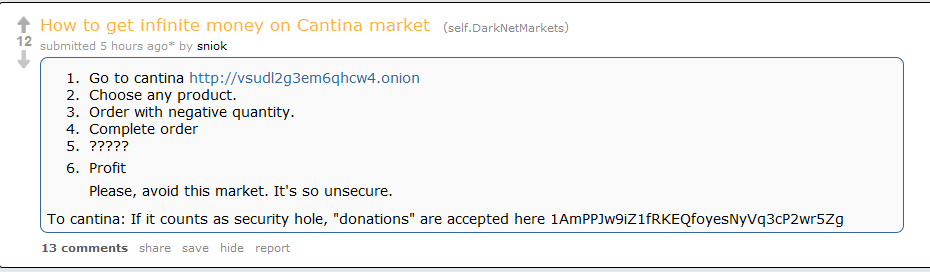 How to get infinite money on Cantina market (self.DarkNetMarkets)
12 submitted 5 hours ago* by sniok
1. Go to cantina http://vsudl2g3em6qhcw4.onion
2. Choose any product.
3. Order with negative quantity.
4. Complete order
5. ?????
6. Profit
Please, avoid this market. It's so unsecure.
To cantina: If it counts as security hole, "donations" are accepted here 1AmPPJw9iZ1fRKEQfoyesNyVq3cP2wr5Zg
13 comments share save hide report